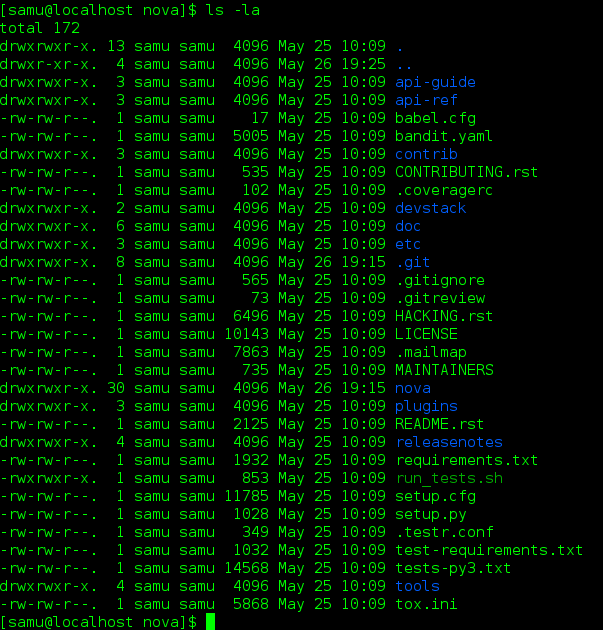 [samu@localhost nova]$ ls -la
total 172
drwxrwxr-x. 13 samu samu  4096 May 25 10:09 .
drwxr-xr-x.  4 samu samu  4096 May 26 19:25 ..
drwxrwxr-x.  3 samu samu  4096 May 25 10:09 api-guide
drwxrwxr-x.  3 samu samu  4096 May 25 10:09 api-ref
-rw-rw-r--.  1 samu samu    17 May 25 10:09 babel.cfg
-rw-rw-r--.  1 samu samu  5005 May 25 10:09 bandit.yaml
drwxrwxr-x.  3 samu samu  4096 May 25 10:09 contrib
-rw-rw-r--.  1 samu samu   535 May 25 10:09 CONTRIBUTING.rst
-rw-rw-r--.  1 samu samu   102 May 25 10:09 .coveragerc
drwxrwxr-x.  2 samu samu  4096 May 25 10:09 devstack
drwxrwxr-x.  6 samu samu  4096 May 25 10:09 doc
drwxrwxr-x.  3 samu samu  4096 May 25 10:09 etc
drwxrwxr-x.  8 samu samu  4096 May 26 19:15 .git
-rw-rw-r--.  1 samu samu   565 May 25 10:09 .gitignore
-rw-rw-r--.  1 samu samu    73 May 25 10:09 .gitreview
-rw-rw-r--.  1 samu samu  6496 May 25 10:09 HACKING.rst
-rw-rw-r--.  1 samu samu 10143 May 25 10:09 LICENSE
-rw-rw-r--.  1 samu samu  7863 May 25 10:09 .mailmap
-rw-rw-r--.  1 samu samu   735 May 25 10:09 MAINTAINERS
drwxrwxr-x. 30 samu samu  4096 May 26 19:15 nova
drwxrwxr-x.  3 samu samu  4096 May 25 10:09 plugins
-rw-rw-r--.  1 samu samu  2125 May 25 10:09 README.rst
drwxrwxr-x.  4 samu samu  4096 May 25 10:09 releasenotes
-rw-rw-r--.  1 samu samu  1932 May 25 10:09 requirements.txt
-rwxrwxr-x.  1 samu samu   853 May 25 10:09 run_tests.sh
-rw-rw-r--.  1 samu samu 11785 May 25 10:09 setup.cfg
-rw-rw-r--.  1 samu samu  1028 May 25 10:09 setup.py
-rw-rw-r--.  1 samu samu   349 May 25 10:09 .testr.conf
-rw-rw-r--.  1 samu samu  1032 May 25 10:09 test-requirements.txt
-rw-rw-r--.  1 samu samu 14568 May 25 10:09 tests-py3.txt
drwxrwxr-x.  4 samu samu  4096 May 25 10:09 tools
-rw-rw-r--.  1 samu samu  5868 May 25 10:09 tox.ini
[samu@localhost nova]$